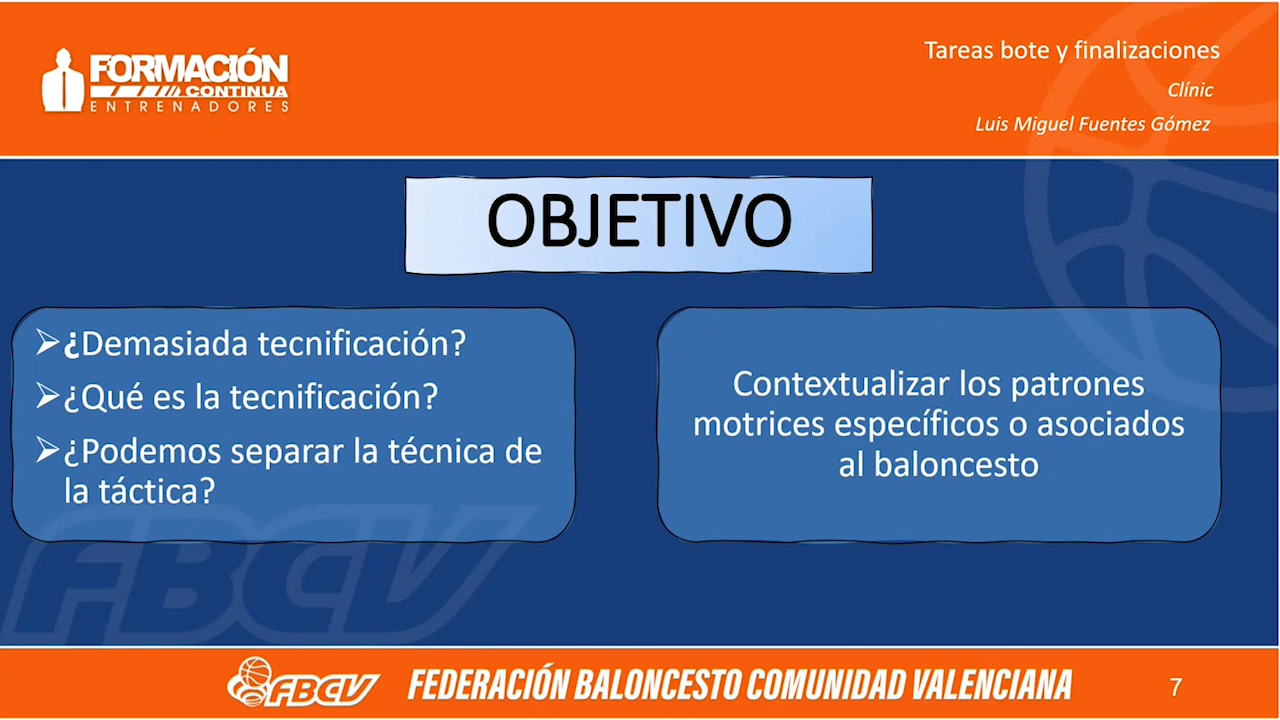 FORMACIÓN
CONTINUA
ENTRENADORES
Tareas bote y finalizaciones
Clínic
Luis Miguel Fuentes Gómez
OBJETIVO
¿Demasiada tecnificación?
¿Qué es la tecnificación?
¿Podemos separar la técnica de
la táctica?
Contextualizar los patrones
motrices específicos o asociados
al baloncesto
FBCV
FBCV
FEDERACIÓN BALONCESTO COMUNIDAD VALENCIANA
7